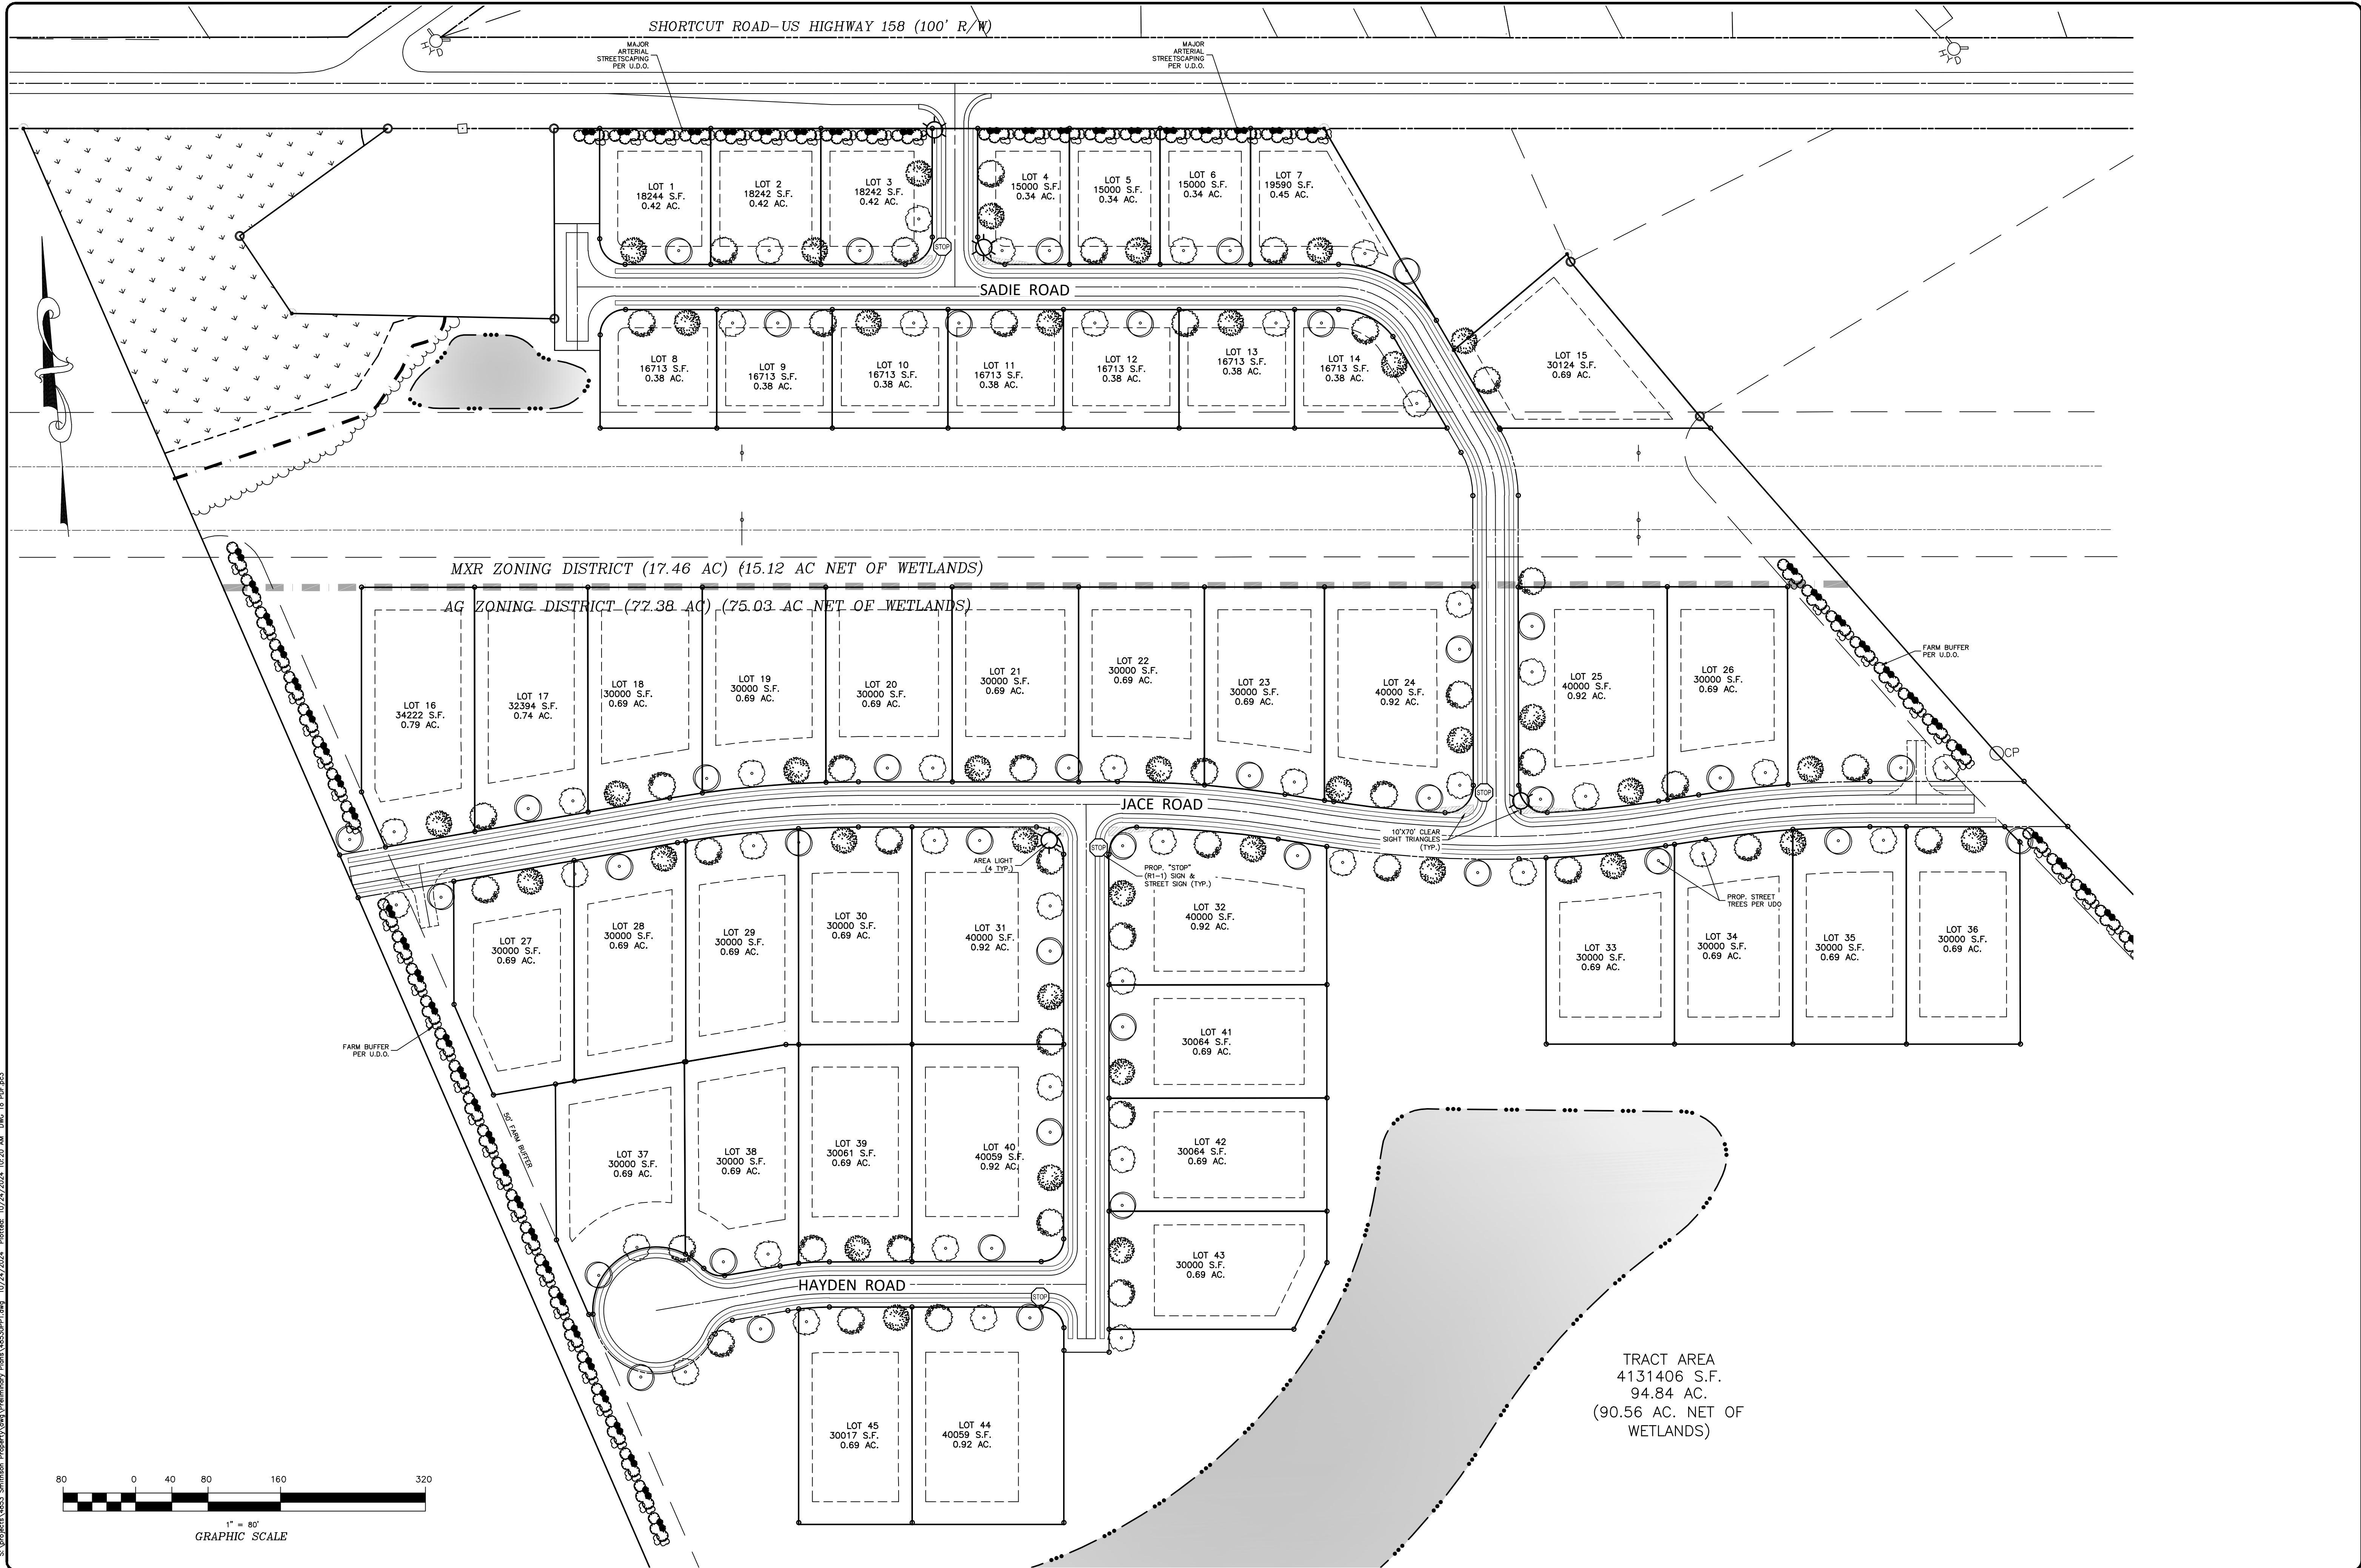 SHORTCUT ROAD-US HIGHWAY 158 (100' R/W)
HYD
HYD
MAJOR
ARTERIAL
STREETSCAPING
PER U.D.O.
MAJOR
ARTERIAL
STREETSCAPING
PER U.D.O.
LOT 1
18244 S.F.
0.42 AC.
LOT 2
18242 S.F.
0.42 AC.
LOT 3
18242 S.F.
0.42 AC.
LOT 4
15000 S.F.
0.34 AC.
LOT 5
15000 S.F.
0.34 AC.
LOT 6
15000 S.F.
0.34 AC.
LOT 7
19590 S.F.
0.45 AC.
STOP
SADIE ROAD
LOT 8
16713 S.F.
0.38 AC.
LOT 9
16713 S.F.
0.38 AC.
LOT 10
16713 S.F.
0.38 AC.
LOT 11
16713 S.F.
0.38 AC.
LOT 12
16713 S.F.
0.38 AC.
LOT 13
16713 S.F.
0.38 AC.
LOT 14
16713 S.F.
0.38 AC.
LOT 15
30124 S.F.
0.69 AC.
MXR ZONING DISTRICT (17.46 AC) (15.12 AC NET OF WETLANDS)
AG ZONING DISTRICT (77.38 AC) (75.03 AC NET OF WETLANDS)
LOT 16
34222 S.F.
0.79 AC.
LOT 17
32394 S.F.
0.74 AC.
LOT 18
30000 S.F.
0.69 AC.
LOT 19
30000 S.F.
0.69 AC.
LOT 20
30000 S.F.
0.69 AC.
LOT 21
30000 S.F.
0.69 AC.
LOT 22
30000 S.F.
0.69 AC.
LOT 23
30000 S.F.
0.69 AC.
LOT 24
40000 S.F.
0.92 AC.
LOT 25
40000 S.F.
0.92 AC.
LOT 26
30000 S.F.
0.69 AC.
FARM BUFFER
PER U.D.O.
CP
STOP
JACE ROAD
10'X70' CLEAR
SIGHT TRIANGLES
(TYP.)
AREA LIGHT
(4 TYP.)
STOP
PROP. "STOP"
(R1-1) SIGN &
STREET SIGN (TYP.)
PROP. STREET
TREES PER UDO
LOT 27
30000 S.F.
0.69 AC.
LOT 28
30000 S.F.
0.69 AC.
LOT 29
30000 S.F.
0.69 AC.
LOT 30
30000 S.F.
0.69 AC.
LOT 31
40000 S.F.
0.92 AC.
LOT 32
40000 S.F.
0.92 AC.
LOT 33
30000 S.F.
0.69 AC.
LOT 34
30000 S.F.
0.69 AC.
LOT 35
30000 S.F.
0.69 AC.
LOT 36
30000 S.F.
0.69 AC.
FARM BUFFER
PER U.D.O.
50' FARM BUFFER
LOT 37
30000 S.F.
0.69 AC.
LOT 38
30000 S.F.
0.69 AC.
LOT 39
30061 S.F.
0.69 AC.
LOT 40
40059 S.F.
0.92 AC.
LOT 41
30064 S.F.
0.69 AC.
LOT 42
30064 S.F.
0.69 AC.
LOT 43
30000 S.F.
0.69 AC.
HAYDEN ROAD
STOP
LOT 45
30017 S.F.
0.69 AC.
LOT 44
40059 S.F.
0.92 AC.
TRACT AREA
4131406 S.F.
94.84 AC.
(90.56 AC. NET OF
WETLANDS)
80 0 40 80 160 320
1" = 80'
GRAPHIC SCALE